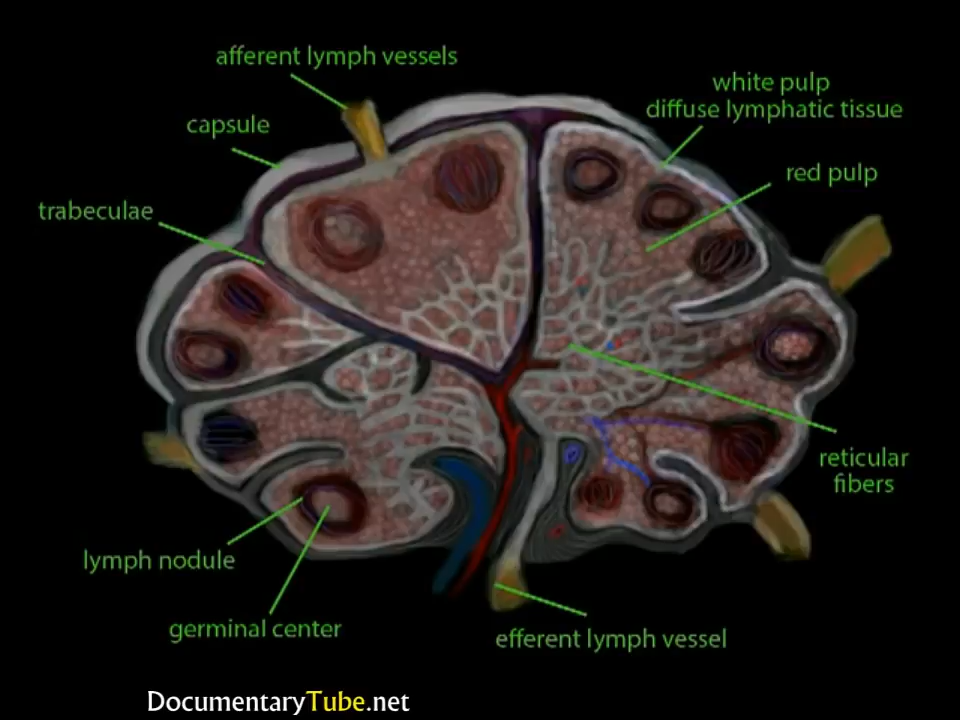 afferent lymph vessels
white pulp
diffuse lymphatic tissue
capsule
red pulp
trabeculae
reticular
fibers
lymph nodule
germinal center
efferent lymph vessel
DocumentaryTube.net